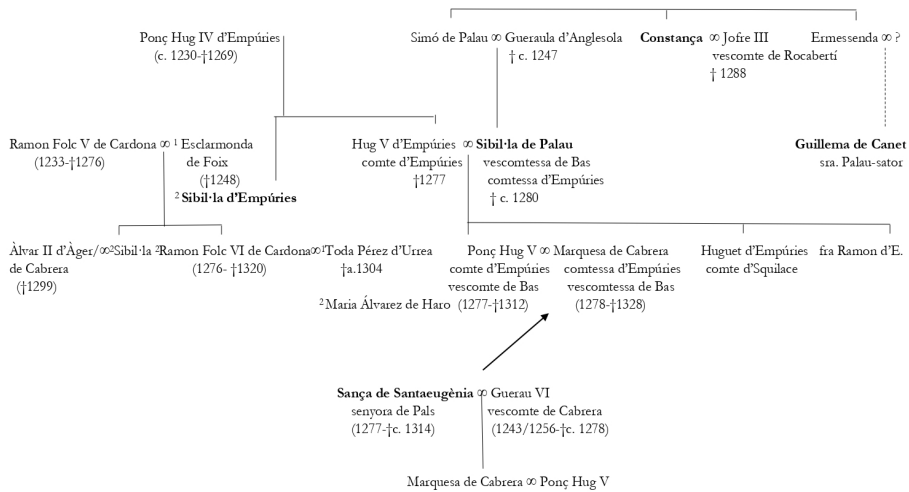 Ponç Hug IV d'Empúries Simó de Palau ∞ Gueraula d'Anglesola Constança ∞ Jofre III Ermessenda ∞ ?
(c. 1230-†1269) † c. 1247 vescomte de Rocabertí
† 1288
Ramon Folc V de Cardona ∞ ¹ Esclarmonda Hug V d'Empúries ∞ Sibil·la de Palau Guillema de Canet
(1233-†1276) de Foix comte d'Empúries vescomtessa de Bas sra. Palau-sator
(†1248) †1277 comtessa d'Empúries
² Sibil·la d'Empúries † c. 1280
Àlvar II d'Àger/∞²Sibil·la ²Ramon Folc VI de Cardona∞¹Toda Pérez d'Urrea Ponç Hug V ∞ Marquesa de Cabrera Huguet d'Empúries fra Ramon d'E.
de Cabrera (1276- †1320) †a.1304 comte d'Empúries comtessa d'Empúries comte d'Squilace
(†1299) vescomte de Bas vescomtessa de Bas
² Maria Álvarez de Haro (1277-†1312) (1278-†1328)
Sança de Santaeugènia ∞ Guerau VI
senyora de Pals vescomte de Cabrera
(1277-†c. 1314) (1243/1256-†c. 1278)
Marquesa de Cabrera ∞ Ponç Hug V